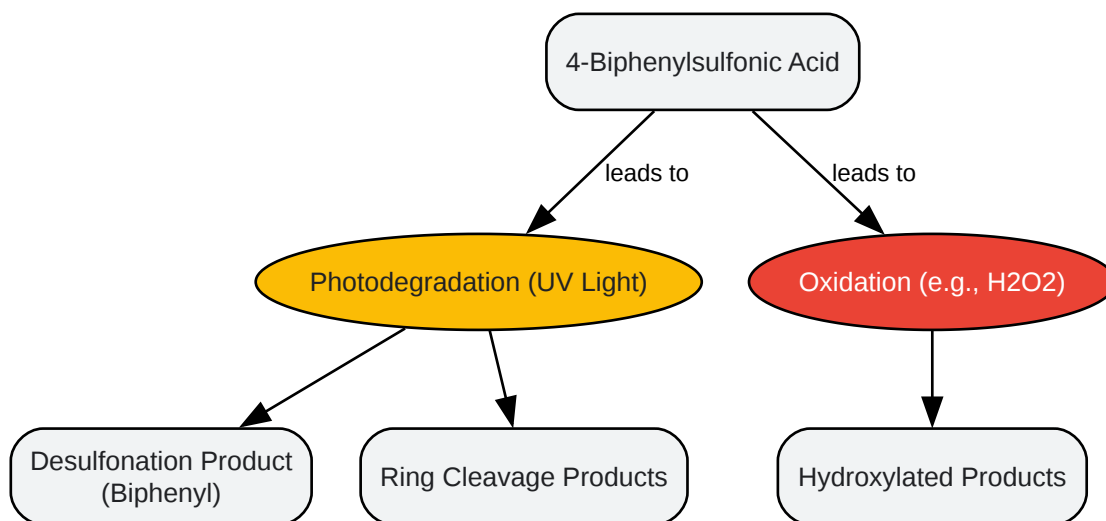 4-Biphenylsulfonic Acid
leads to
leads to
Photodegradation (UV Light)
Oxidation (e.g., H2O2)
Desulfonation Product
(Biphenyl)
Ring Cleavage Products
Hydroxylated Products